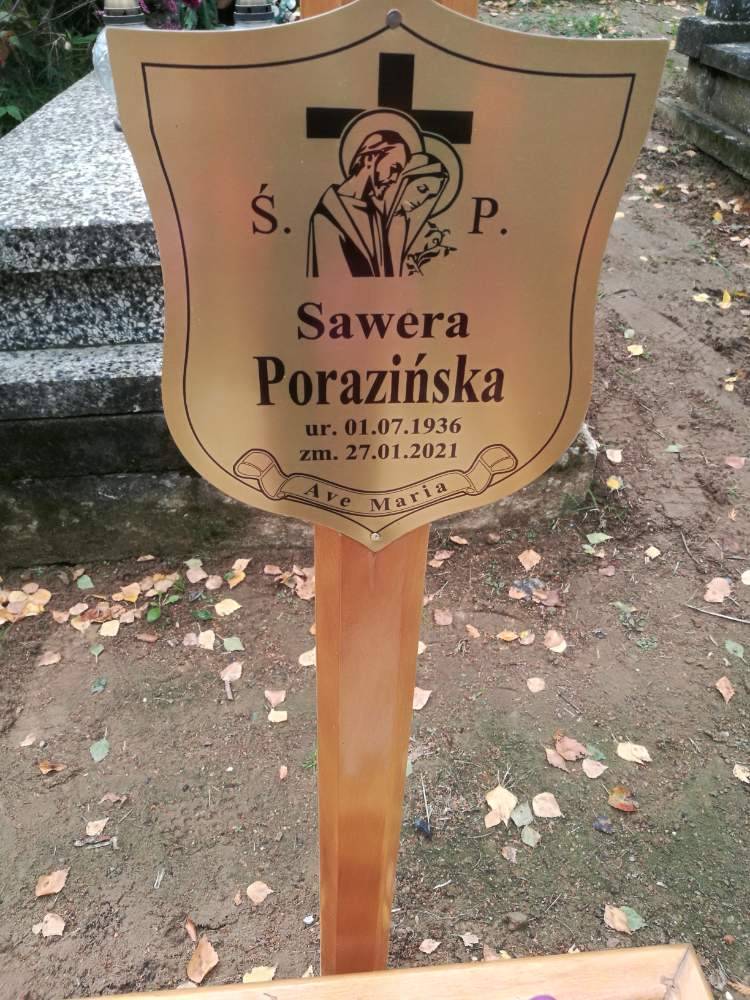 Ś. P.
Sawera
Porazińska
ur. 01.07.1936
zm. 27.01.2021
Ave Maria